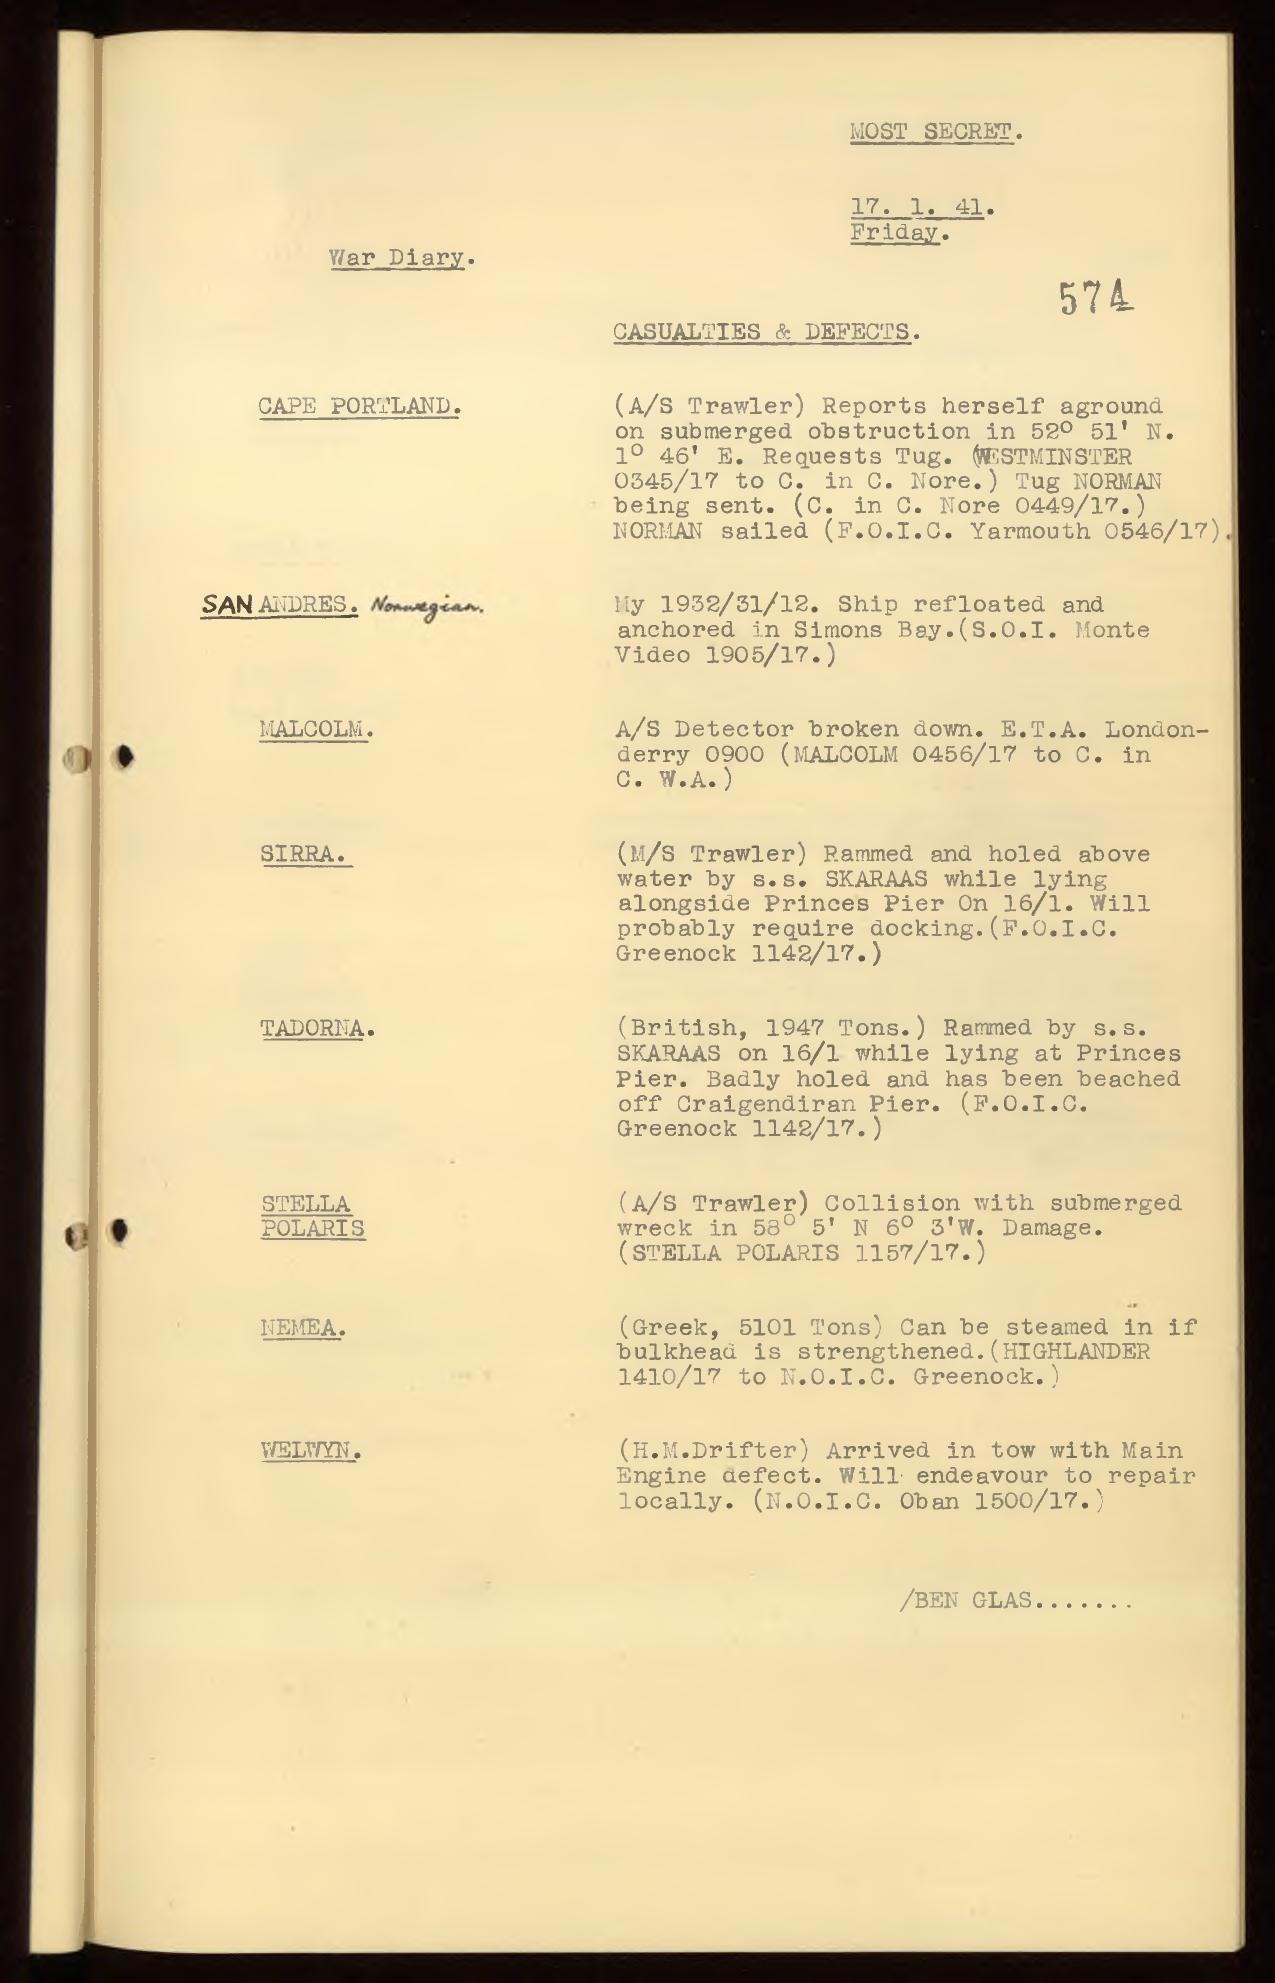 MOST SECRET.
17. 1. 41.
Friday.
War Diary.
574
CASUALTIES & DEFECTS.
CAPE PORTLAND.
(A/S Trawler) Reports herself aground
on submerged obstruction in 52° 51' N.
1° 46' E. Requests Tug. (WESTMINSTER
0345/17 to C. in C. Nore.) Tug NORMAN
being sent. (C. in C. Nore 0449/17.)
NORMAN sailed (F.O.I.C. Yarmouth 0546/17).
SAN ANDRES. Norwegian.
My 1932/31/12. Ship refloated and
anchored in Simons Bay.(S.O.I. Monte
Video 1905/17.)
MALCOLM.
A/S Detector broken down. E.T.A. London-
derry 0900 (MALCOLM 0456/17 to C. in
C. W.A.)
SIRRA.
(M/S Trawler) Rammed and holed above
water by s.s. SKARAAS while lying
alongside Princes Pier On 16/1. Will
probably require docking.(F.O.I.C.
Greenock 1142/17.)
TADORNA.
(British, 1947 Tons.) Rammed by s.s.
SKARAAS on 16/1 while lying at Princes
Pier. Badly holed and has been beached
off Craigendiran Pier. (F.O.I.C.
Greenock 1142/17.)
STELLA
POLARIS
(A/S Trawler) Collision with submerged
wreck in 58° 5' N 6° 3'W. Damage.
(STELLA POLARIS 1157/17.)
NEMEA.
(Greek, 5101 Tons) Can be steamed in if
bulkhead is strengthened.(HIGHLANDER
1410/17 to N.O.I.C. Greenock.)
WELWYN.
(H.M.Drifter) Arrived in tow with Main
Engine defect. Will endeavour to repair
locally. (N.O.I.C. Oban 1500/17.)
/BEN GLAS.......